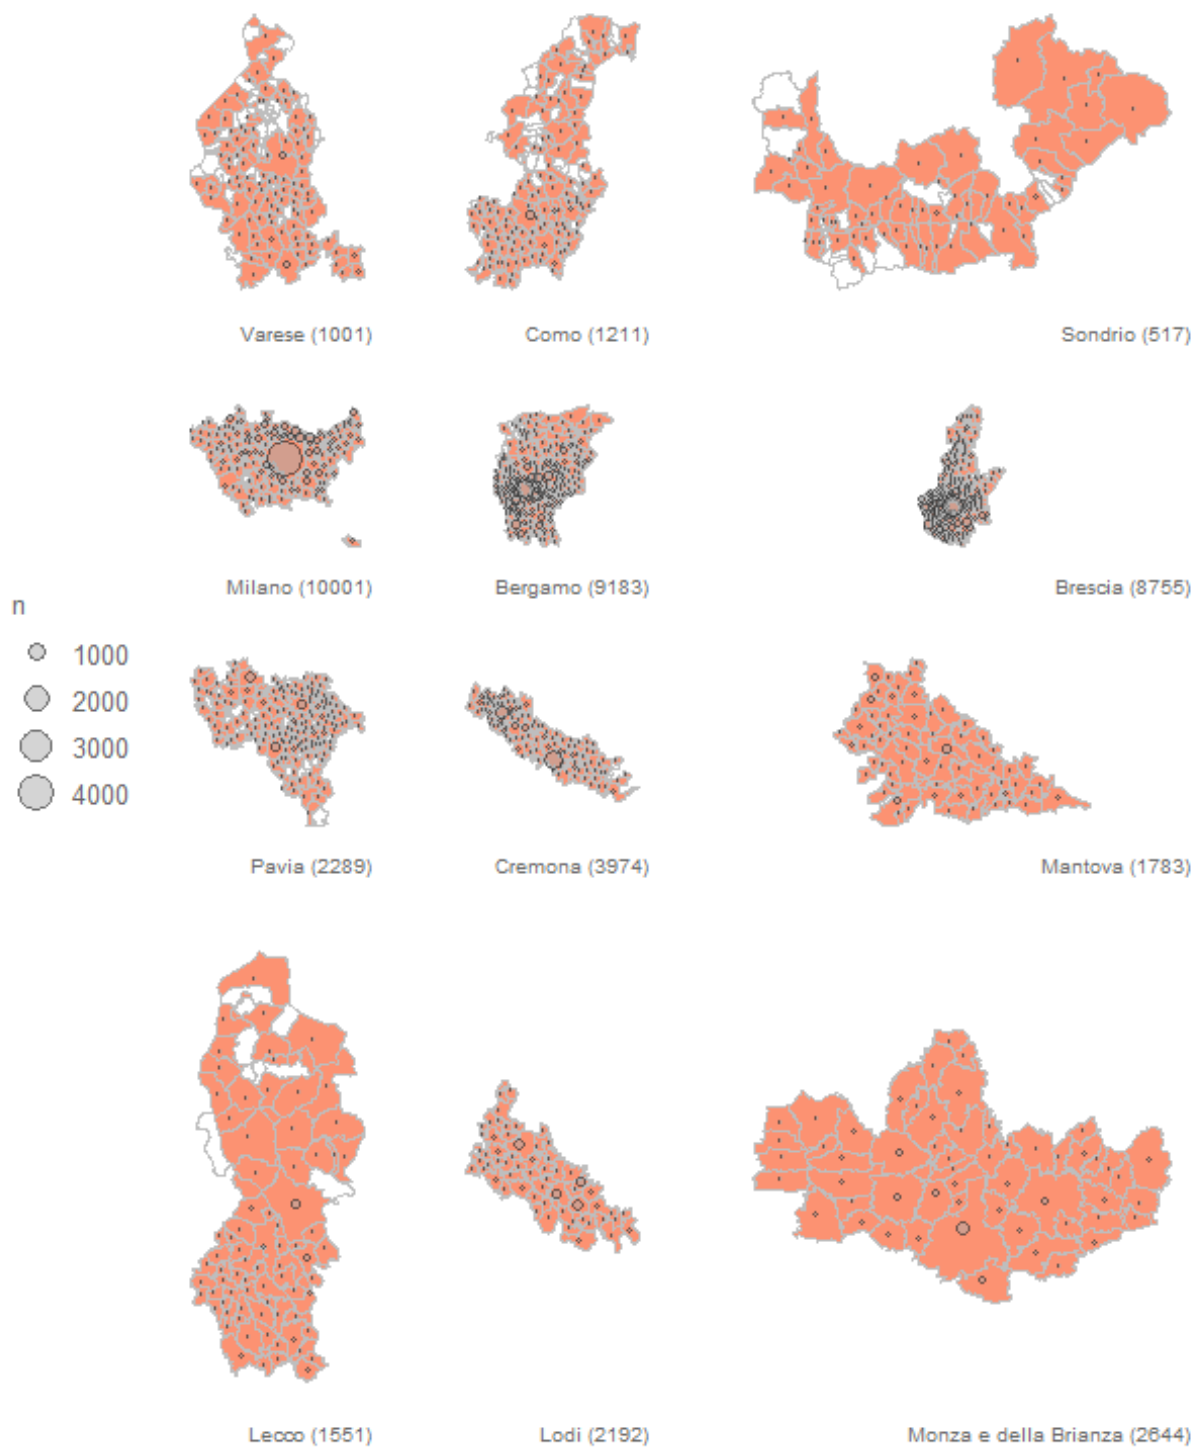 Varese (1001)
Como (1211)
Sondrio (517)
Milano (10001)
Bergamo (9183)
Brescia (8755)
n
1000
2000
3000
4000
Pavia (2289)
Cremona (3974)
Mantova (1783)
Lecco (1551)
Lodi (2192)
Monza e della Brianza (2644)